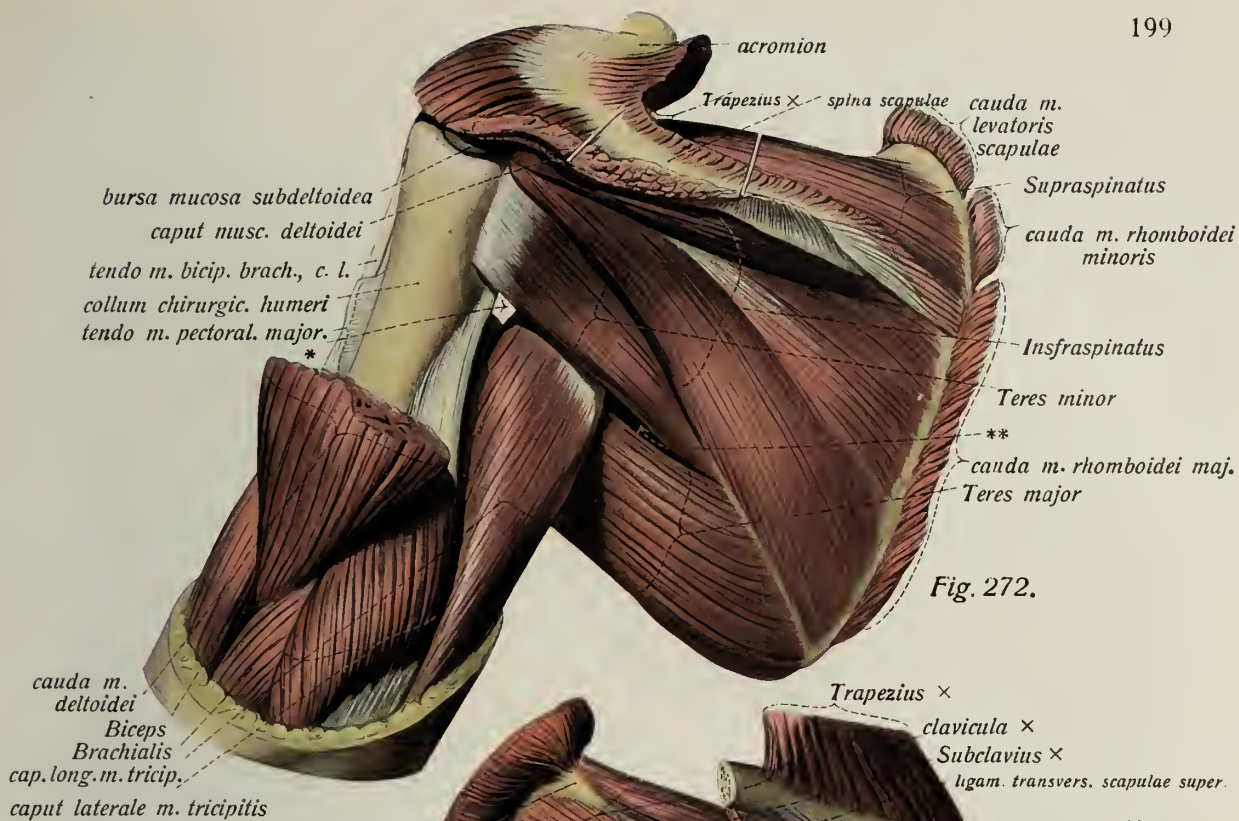 199
acromion
Trapezius × spina scapulae
cauda m.
levatoris
scapulae
Supraspinatus
cauda m. rhomboidei
minoris
Insfraspinatus
Teres minor
**
cauda m. rhomboidei maj.
Teres major
bursa mucosa subdeltoidea
caput musc. deltoidei
tendo m. bicip. brach., c. l.
collum chirurgic. humeri
tendo m. pectoral. major.
*
Fig. 272.
cauda m.
deltoidei
Biceps
Brachialis
cap. long. m. tricip.
caput laterale m. tricipitis
Trapezius ×
clavicula ×
Subclavius ×
ligam. transvers. scapulae super.